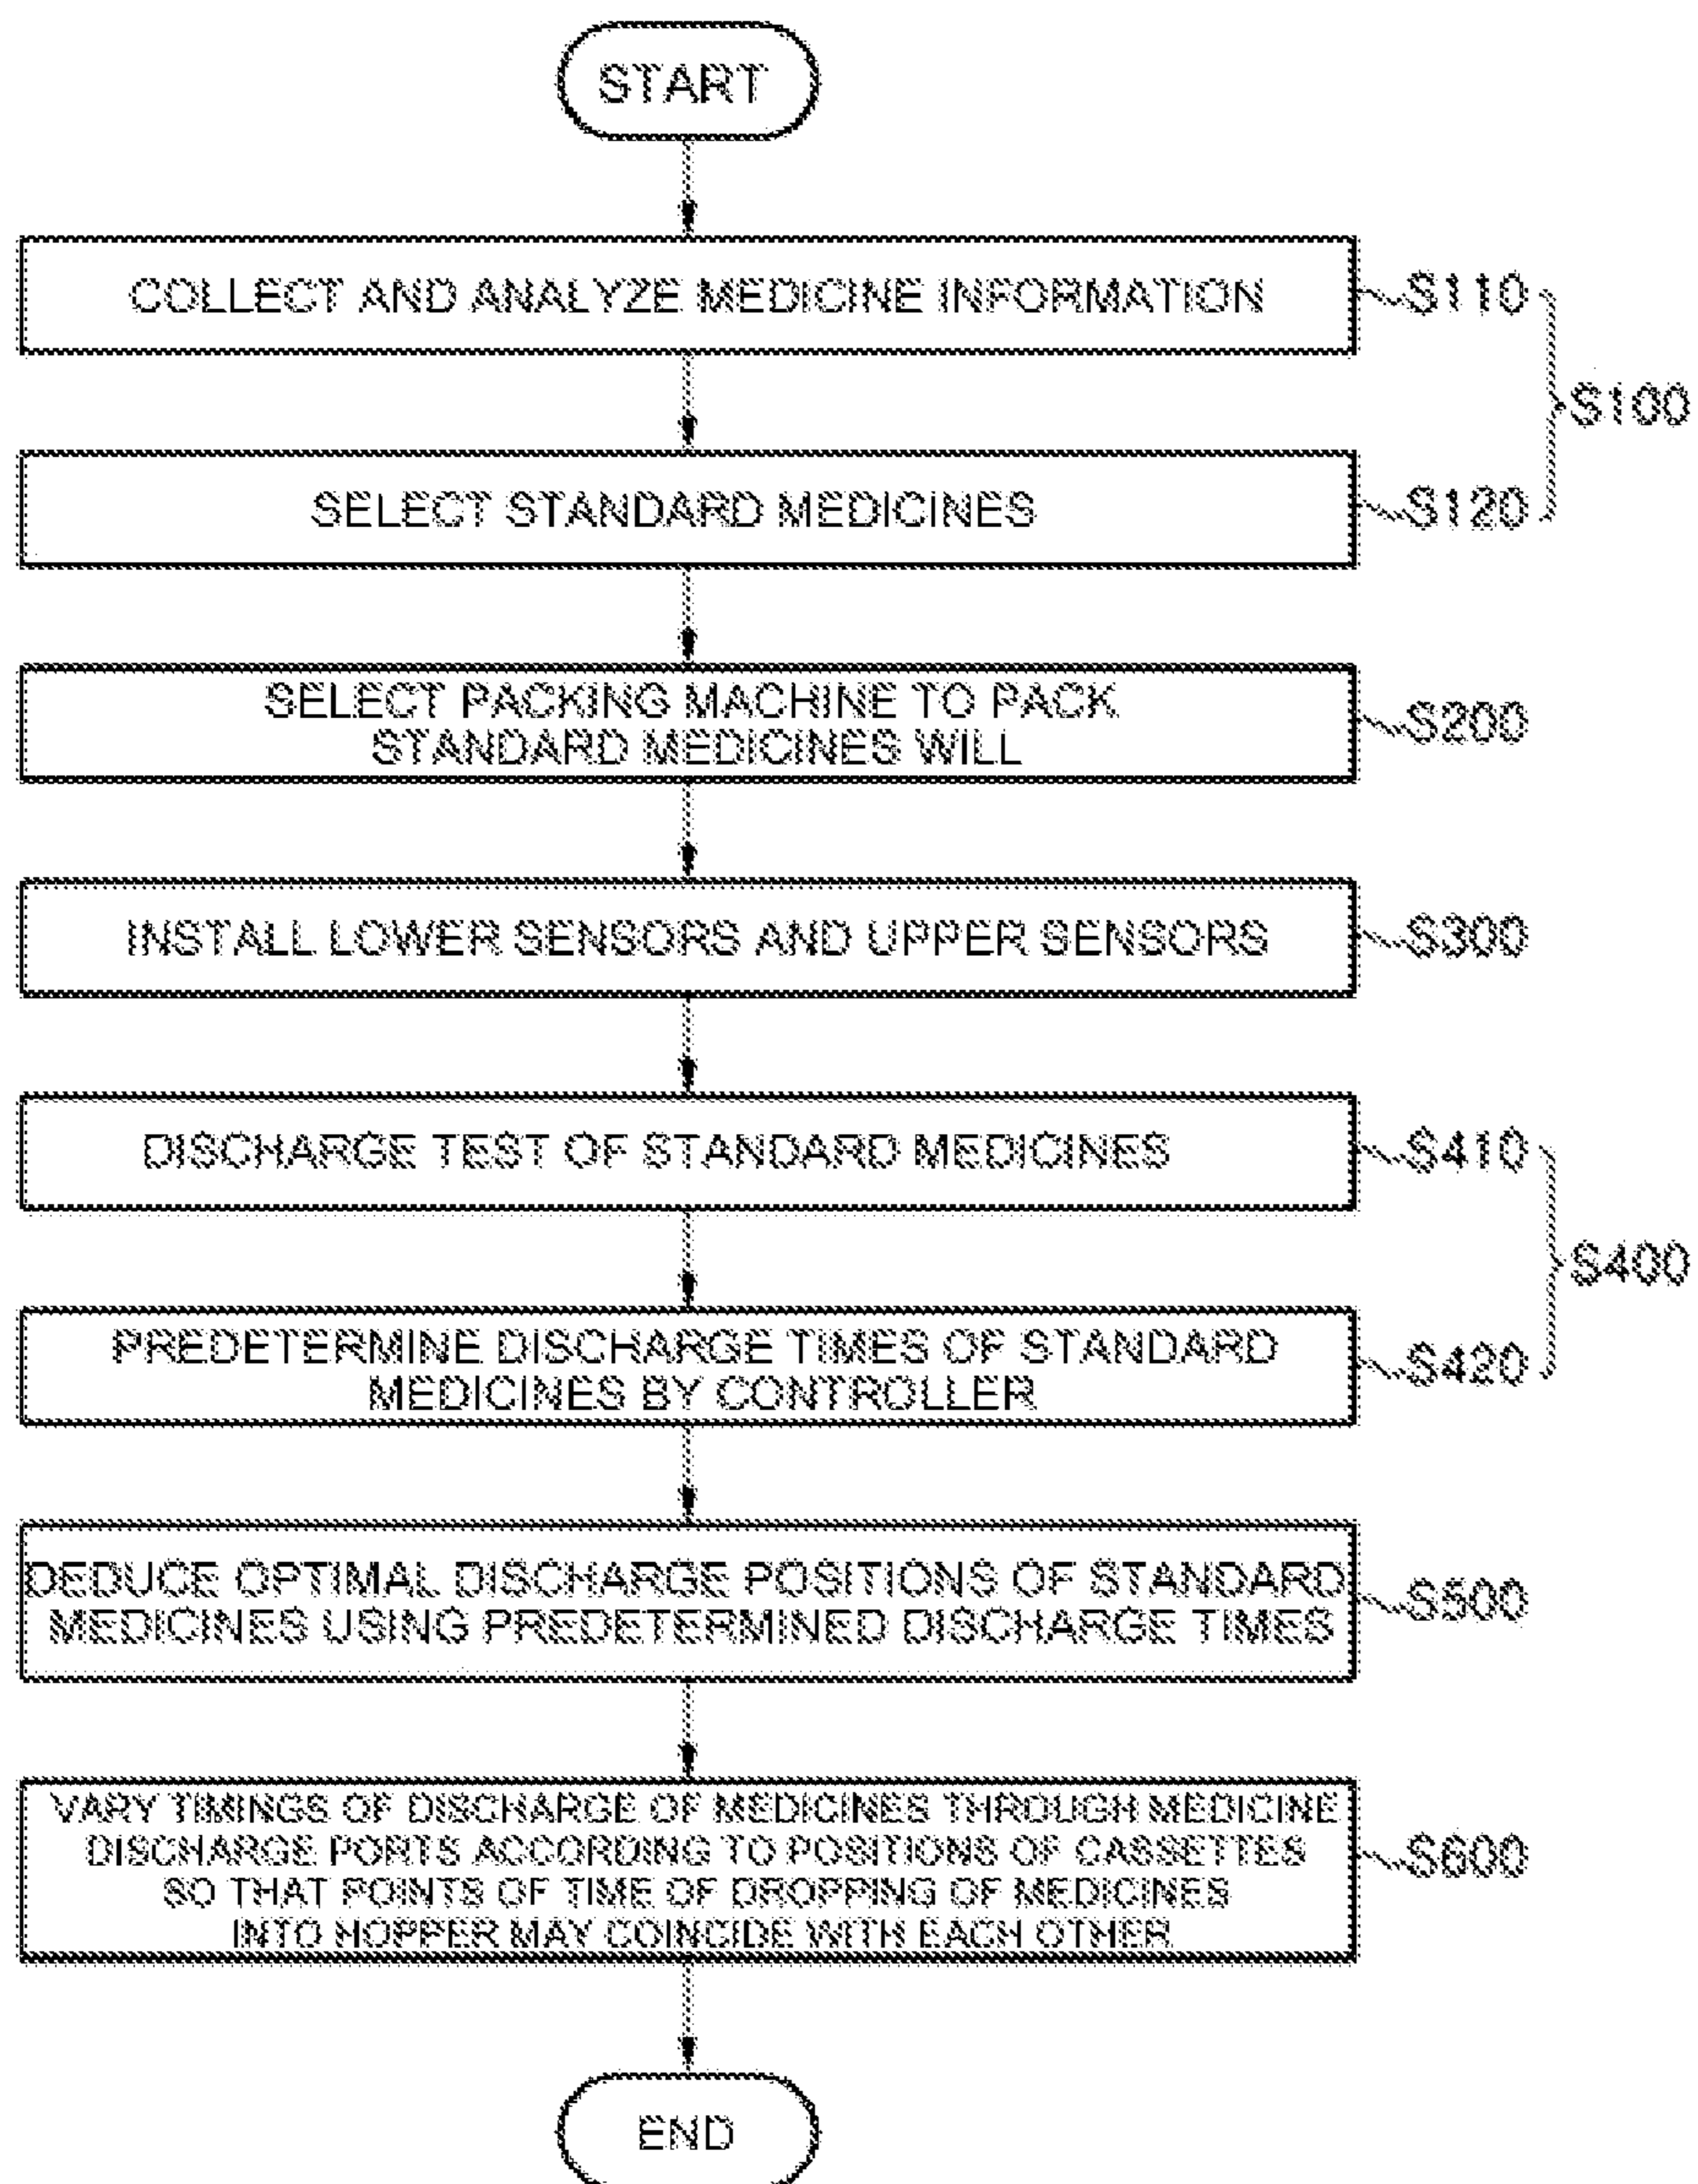 START
COLLECT AND ANALYZE MEDICINE INFORMATION
S110
S100
SELECT STANDARD MEDICINES
S120
SELECT PACKING MACHINE TO PACK
STANDARD MEDICINES WILL
S200
INSTALL LOWER SENSORS AND UPPER SENSORS
S300
DISCHARGE TEST OF STANDARD MEDICINES
S410
S400
PREDETERMINE DISCHARGE TIMES OF STANDARD
MEDICINES BY CONTROLLER
S420
DEDUCE OPTIMAL DISCHARGE POSITIONS OF STANDARD
MEDICINES USING PREDETERMINED DISCHARGE TIMES
S500
VARY TIMINGS OF DISCHARGE OF MEDICINES THROUGH MEDICINE
DISCHARGE PORTS ACCORDING TO POSITIONS OF CASSETTES
SO THAT POINTS OF TIME OF DROPPING OF MEDICINES
INTO HOPPER MAY COINCIDE WITH EACH OTHER
S600
END